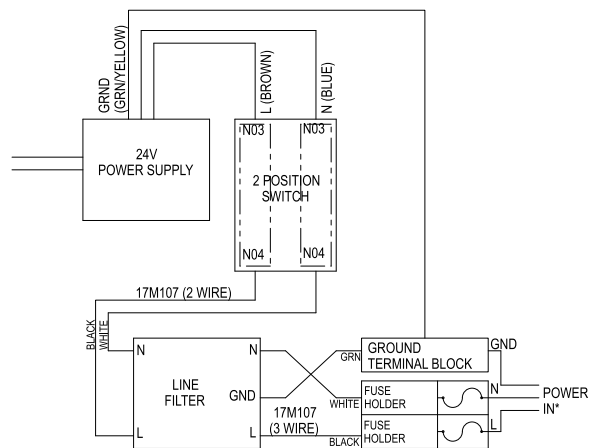 GRND
(GRN/YELLOW)
L (BROWN)
N (BLUE)
24V
POWER SUPPLY
N03
N03
2 POSITION
SWITCH
N04
N04
17M107 (2 WIRE)
BLACK
WHITE
N
N
LINE
FILTER
GND
L
L
GRN
GROUND
TERMINAL BLOCK
GND
WHITE
FUSE
HOLDER
N
POWER
IN*
17M107
(3 WIRE)
BLACK
FUSE
HOLDER
L